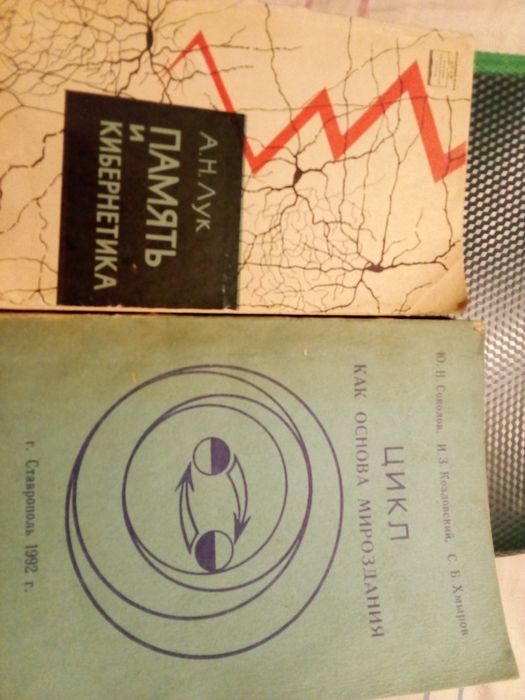 А.Н. Лук
ПАМЯТЬ
И
КИБЕРНЕТИКА
Ю. Н. Соколов, И. З. Козловский, С. Б. Хмыров
ЦИКЛ
КАК ОСНОВА МИРОЗДАНИЯ
г. Ставрополь 1992 г.